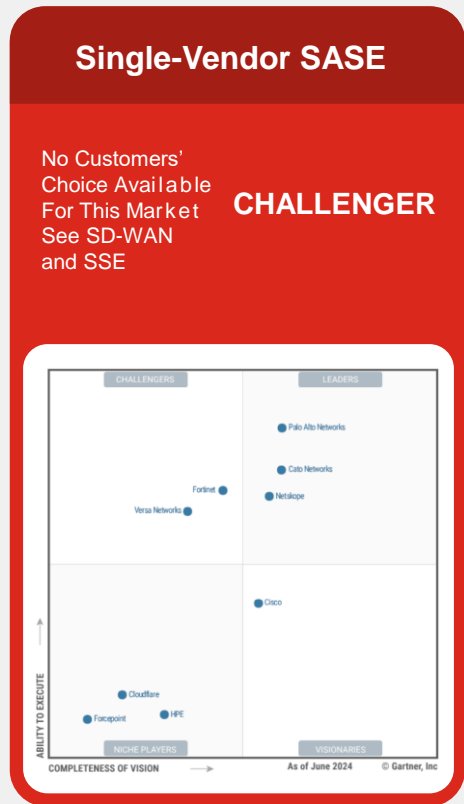 Single-Vendor SASE
No Customers’
Choice Available
For This Market
See SD-WAN
and SSE
CHALLENGER
CHALLENGERS
LEADERS
Palo Alto Networks
Cato Networks
Fortinet
Netskope
Versa Networks
Cisco
Cloudflare
HPE
Forcepoint
NICHE PLAYERS
VISIONARIES
ABILITY TO EXECUTE
COMPLETENESS OF VISION
As of June 2024
© Gartner, Inc